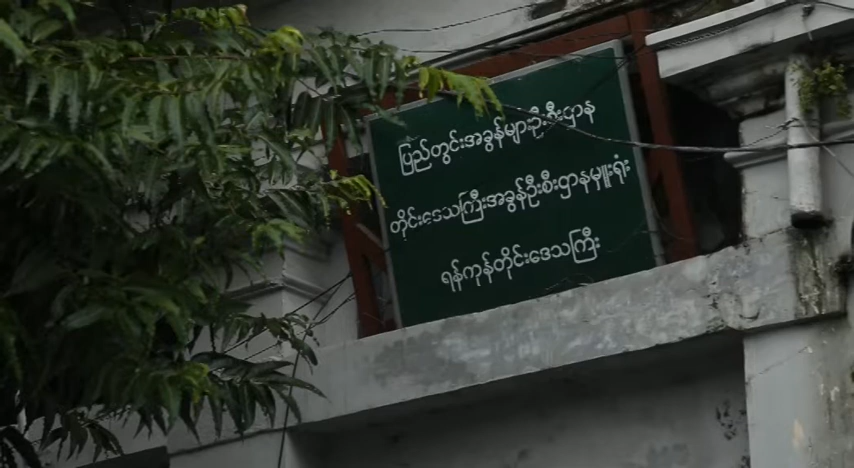 ပြည်တွင်းအခွန်များဦးစီးဌာန
တိုင်းဒေသကြီးအခွန်ဦးစီးဌာနမှူးရုံး
ရန်ကုန်တိုင်းဒေသကြီး